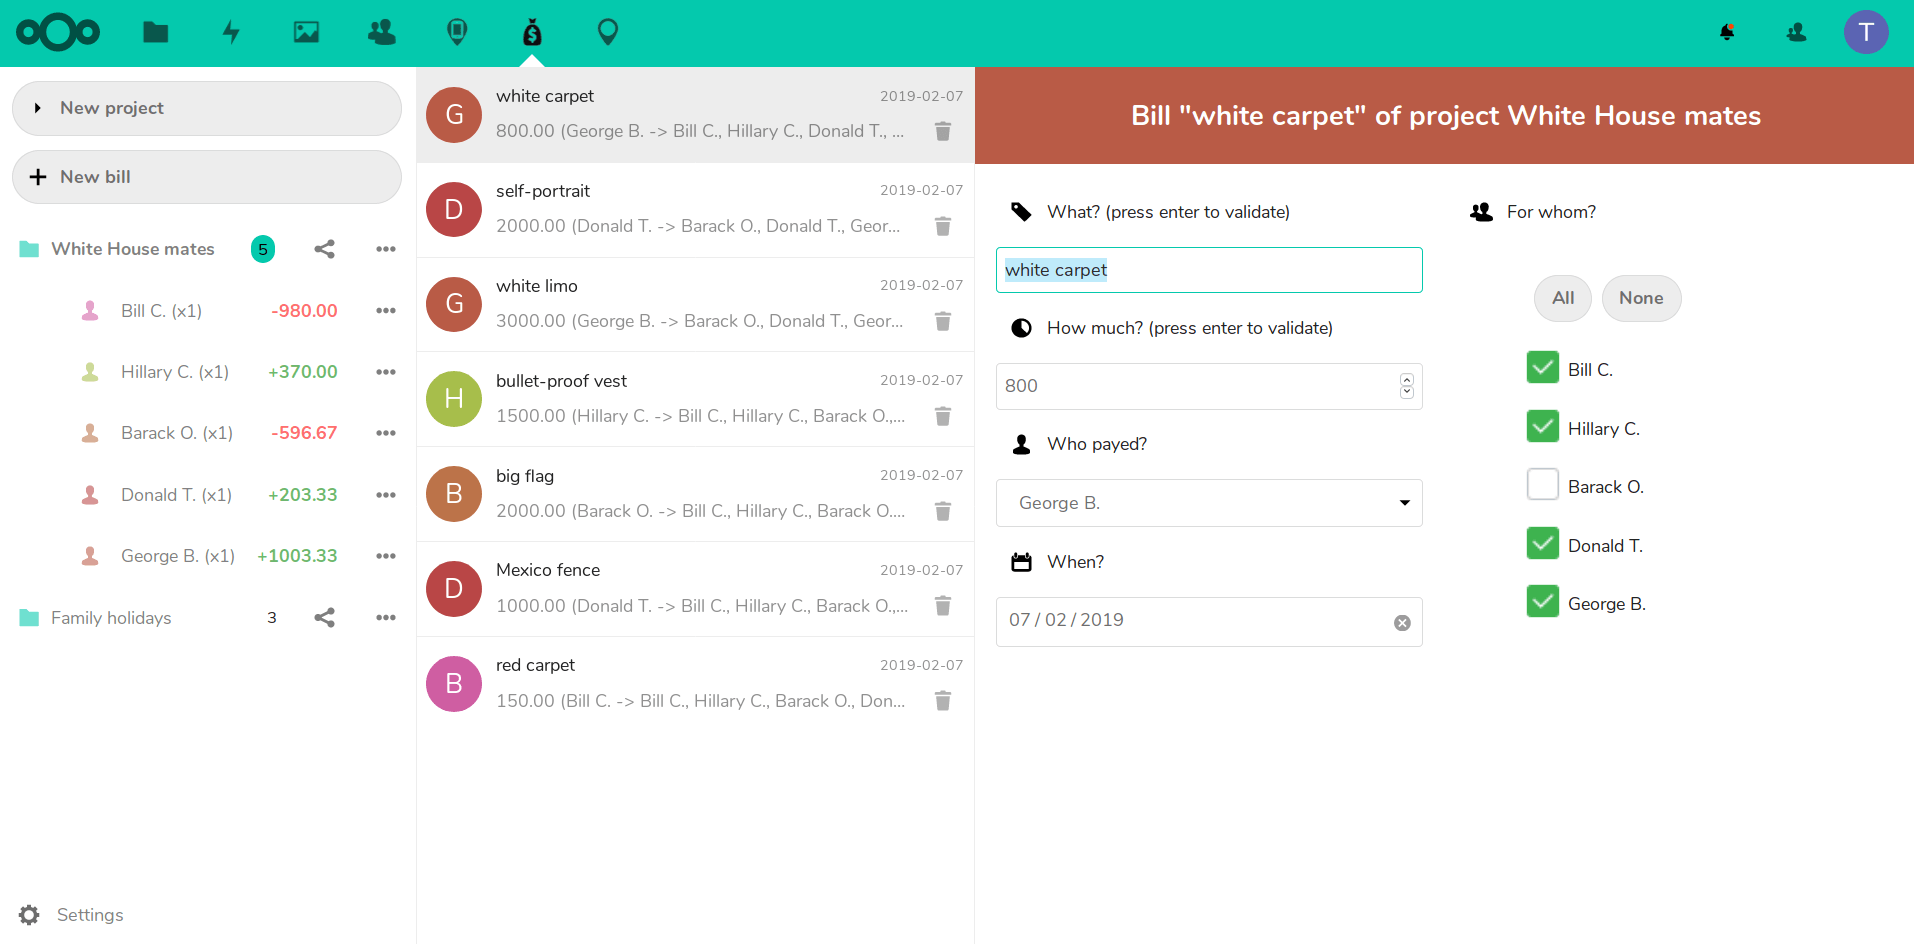 T
New project
New bill
White House mates 5
Bill C. (x1) -980.00
Hillary C. (x1) +370.00
Barack O. (x1) -596.67
Donald T. (x1) +203.33
George B. (x1) +1003.33
Family holidays 3
Settings
G
white carpet 2019-02-07
800.00 (George B. -> Bill C., Hillary C., Donald T., ...
D
self-portrait 2019-02-07
2000.00 (Donald T. -> Barack O., Donald T., Geor...
G
white limo 2019-02-07
3000.00 (George B. -> Barack O., Donald T., Geor...
H
bullet-proof vest 2019-02-07
1500.00 (Hillary C. -> Bill C., Hillary C., Barack O.,...
B
big flag 2019-02-07
2000.00 (Barack O. -> Bill C., Hillary C., Barack O....
D
Mexico fence 2019-02-07
1000.00 (Donald T. -> Bill C., Hillary C., Barack O.,...
B
red carpet 2019-02-07
150.00 (Bill C. -> Bill C., Hillary C., Barack O., Don...
Bill "white carpet" of project White House mates
What? (press enter to validate)
white carpet
How much? (press enter to validate)
800
Who payed?
George B.
When?
07 / 02 / 2019
For whom?
All None
Bill C.
Hillary C.
Barack O.
Donald T.
George B.